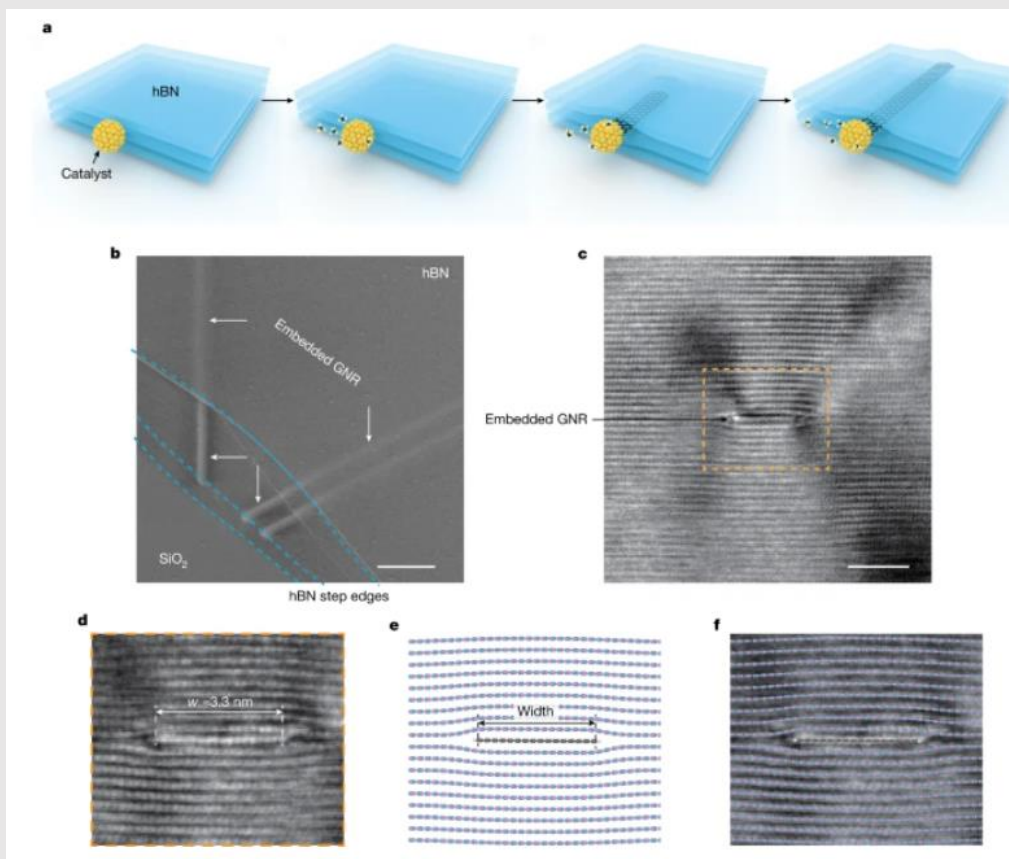 a
hBN
Catalyst
b
hBN
Embedded GNR
SiO₂
hBN step edges
c
Embedded GNR
d
w ~3.3 nm
e
Width
f